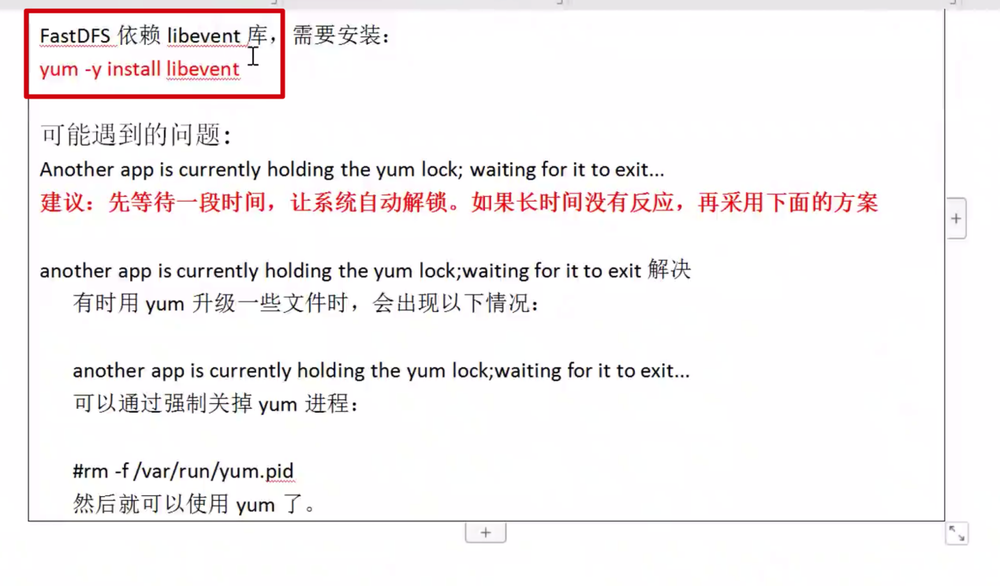 FastDFS 依赖 libevent 库，需要安装：
yum -y install libevent
可能遇到的问题：
Another app is currently holding the yum lock; waiting for it to exit...
建议：先等待一段时间，让系统自动解锁。如果长时间没有反应，再采用下面的方案
another app is currently holding the yum lock;waiting for it to exit 解决
有时用 yum 升级一些文件时，会出现以下情况：
another app is currently holding the yum lock;waiting for it to exit...
可以通过强制关掉 yum 进程：
#rm -f /var/run/yum.pid
然后就可以使用 yum 了。